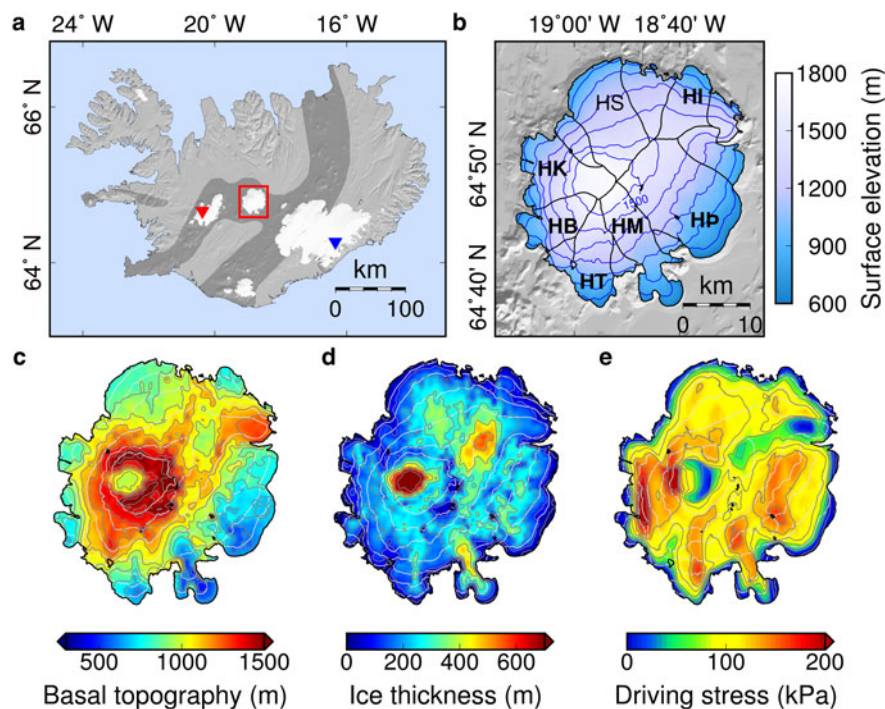 a
24° W
20° W
16° W
66° N
64° N
km
0
100
b
19°00' W
18°40' W
64°50' N
64°40' N
HS
HI
HK
1500
HB
HM
HÞ
HT
km
0
10
1800
1500
1200
900
600
Surface elevation (m)
c
d
e
500
1000
1500
Basal topography (m)
0
200
400
600
Ice thickness (m)
0
100
200
Driving stress (kPa)